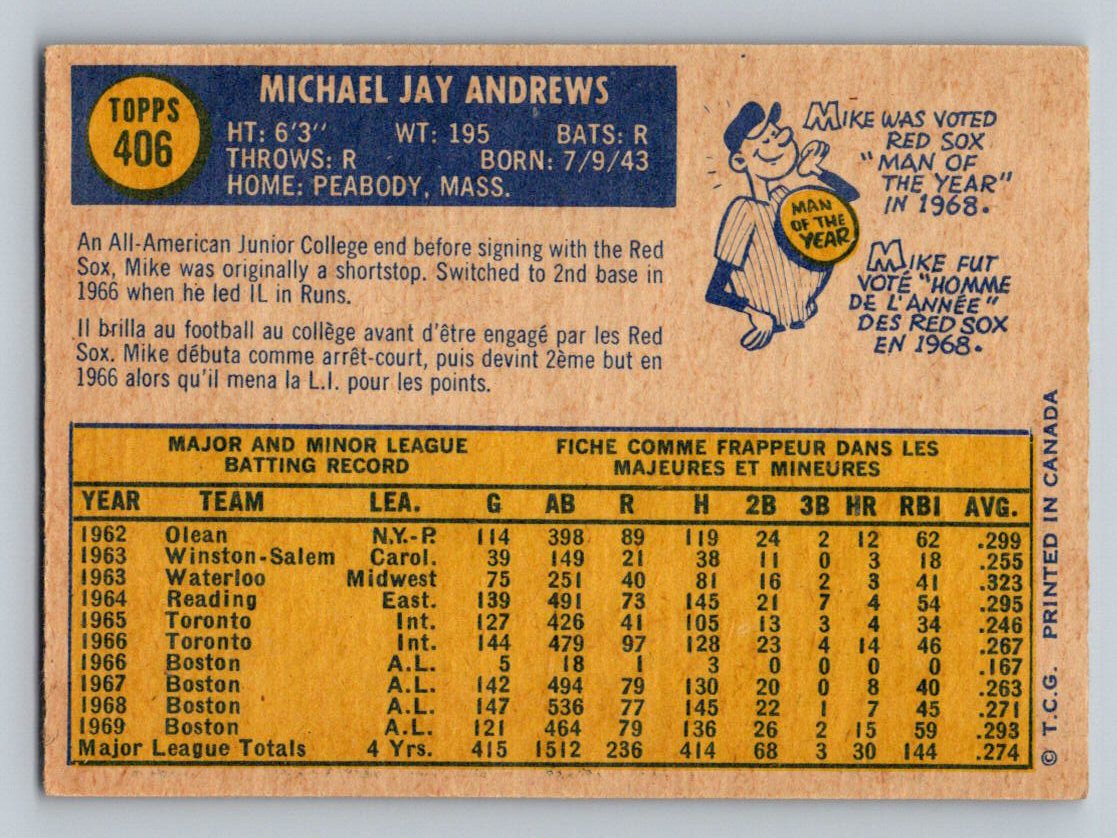 TOPPS
406
MICHAEL JAY ANDREWS
HT: 6'3" WT: 195 BATS: R
THROWS: R BORN: 7/9/43
HOME: PEABODY, MASS.
MIKE WAS VOTED
RED SOX
"MAN OF
THE YEAR"
IN 1968.
MAN
OF THE
YEAR
MIKE FUT
VOTÉ "HOMME
DE L'ANNÉE"
DES RED SOX
EN 1968.
An All-American Junior College end before signing with the Red
Sox, Mike was originally a shortstop. Switched to 2nd base in
1966 when he led IL in Runs.
Il brilla au football au collège avant d'être engagé par les Red
Sox. Mike débuta comme arrêt-court, puis devint 2ème but en
1966 alors qu'il mena la L.I. pour les points.
MAJOR AND MINOR LEAGUE
BATTING RECORD
FICHE COMME FRAPPEUR DANS LES
MAJEURES ET MINEURES
YEAR TEAM LEA. G AB R H 2B 3B HR RBI AVG.
1962 Olean N.Y.-P. 114 398 89 119 24 2 12 62 .299
1963 Winston-Salem Carol. 39 149 21 38 11 0 3 18 .255
1963 Waterloo Midwest 75 251 40 81 16 2 3 41 .323
1964 Reading East. 139 491 73 145 21 7 4 54 .295
1965 Toronto Int. 127 426 41 105 13 3 4 34 .246
1966 Toronto Int. 144 479 97 128 23 4 14 46 .267
1966 Boston A.L. 5 18 1 3 0 0 0 0 .167
1967 Boston A.L. 142 494 79 130 20 0 8 40 .263
1968 Boston A.L. 147 536 77 145 22 1 7 45 .271
1969 Boston A.L. 121 464 79 136 26 2 15 59 .293
Major League Totals 4 Yrs. 415 1512 236 414 68 3 30 144 .274
© T.C.G. PRINTED IN CANADA